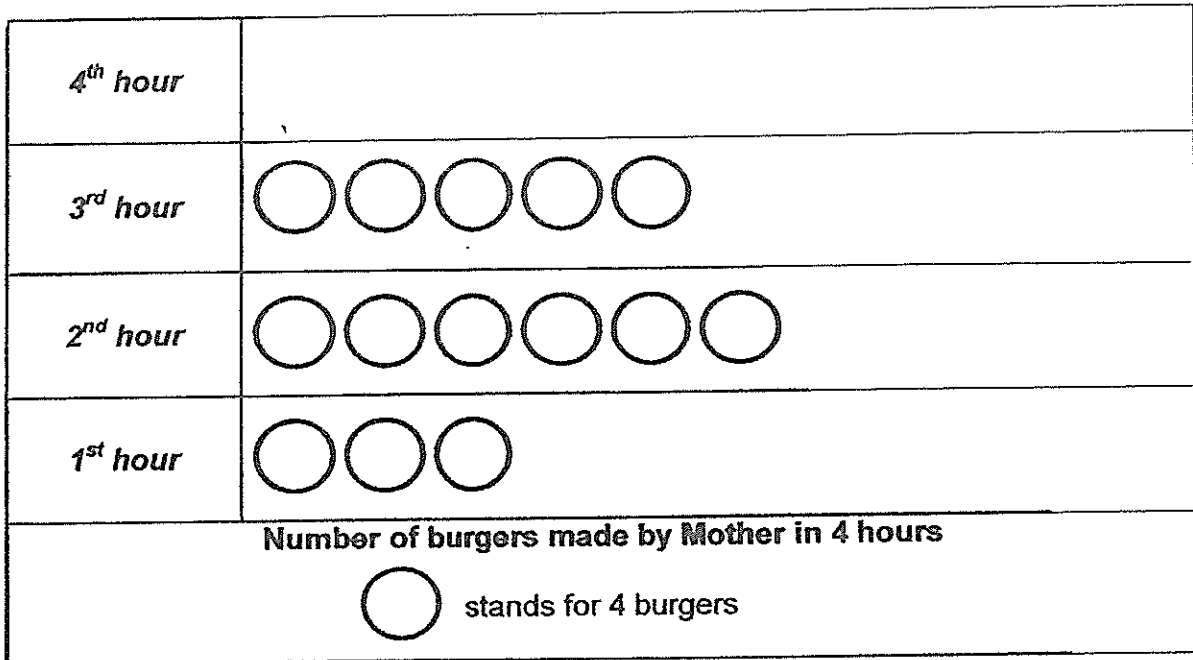 4th hour
3rd hour
2nd hour
1st hour
Number of burgers made by Mother in 4 hours
stands for 4 burgers